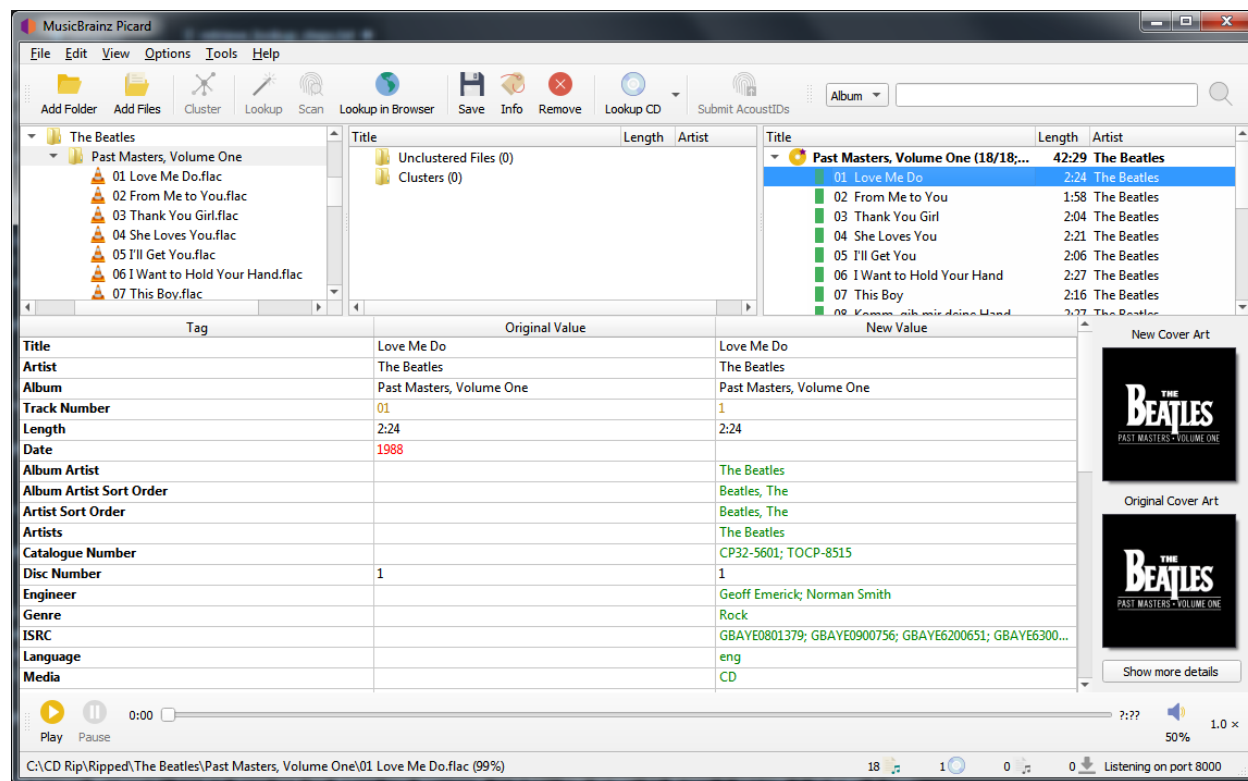 MusicBrainz Picard
File Edit View Options Tools Help
Add Folder Add Files Cluster Lookup Scan Lookup in Browser Save Info Remove Lookup CD Submit AcoustIDs Album
The Beatles
Past Masters, Volume One
01 Love Me Do.flac
02 From Me to You.flac
03 Thank You Girl.flac
04 She Loves You.flac
05 I'll Get You.flac
06 I Want to Hold Your Hand.flac
07 This Boy.flac
Title Length Artist
Unclustered Files (0)
Clusters (0)
Title Length Artist
Past Masters, Volume One (18/18;... 42:29 The Beatles
01 Love Me Do 2:24 The Beatles
02 From Me to You 1:58 The Beatles
03 Thank You Girl 2:04 The Beatles
04 She Loves You 2:21 The Beatles
05 I'll Get You 2:06 The Beatles
06 I Want to Hold Your Hand 2:27 The Beatles
07 This Boy 2:16 The Beatles
08 Komm, gib mir deine Hand 2:27 The Beatles
Tag Original Value New Value
Title Love Me Do Love Me Do
Artist The Beatles The Beatles
Album Past Masters, Volume One Past Masters, Volume One
Track Number 01 1
Length 2:24 2:24
Date 1988
Album Artist The Beatles
Album Artist Sort Order Beatles, The
Artist Sort Order Beatles, The
Artists The Beatles
Catalogue Number CP32-5601; TOCP-8515
Disc Number 1 1
Engineer Geoff Emerick; Norman Smith
Genre Rock
ISRC GBAYE0801379; GBAYE0900756; GBAYE6200651; GBAYE6300...
Language eng
Media CD
New Cover Art
THE
BEATLES
PAST MASTERS • VOLUME ONE
Original Cover Art
THE
BEATLES
PAST MASTERS • VOLUME ONE
Show more details
Play Pause 0:00 ?:?? 50% 1.0 ×
C:\CD Rip\Ripped\The Beatles\Past Masters, Volume One\01 Love Me Do.flac (99%) 18 1 0 0 Listening on port 8000